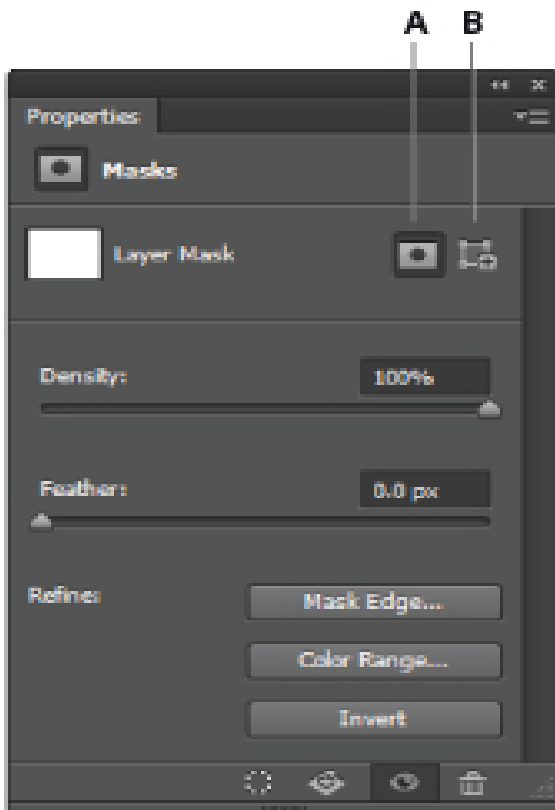 A B
Properties
Masks
Layer Mask
Density: 100%
Feather: 0.0 px
Refine: Mask Edge...
Color Range...
Invert